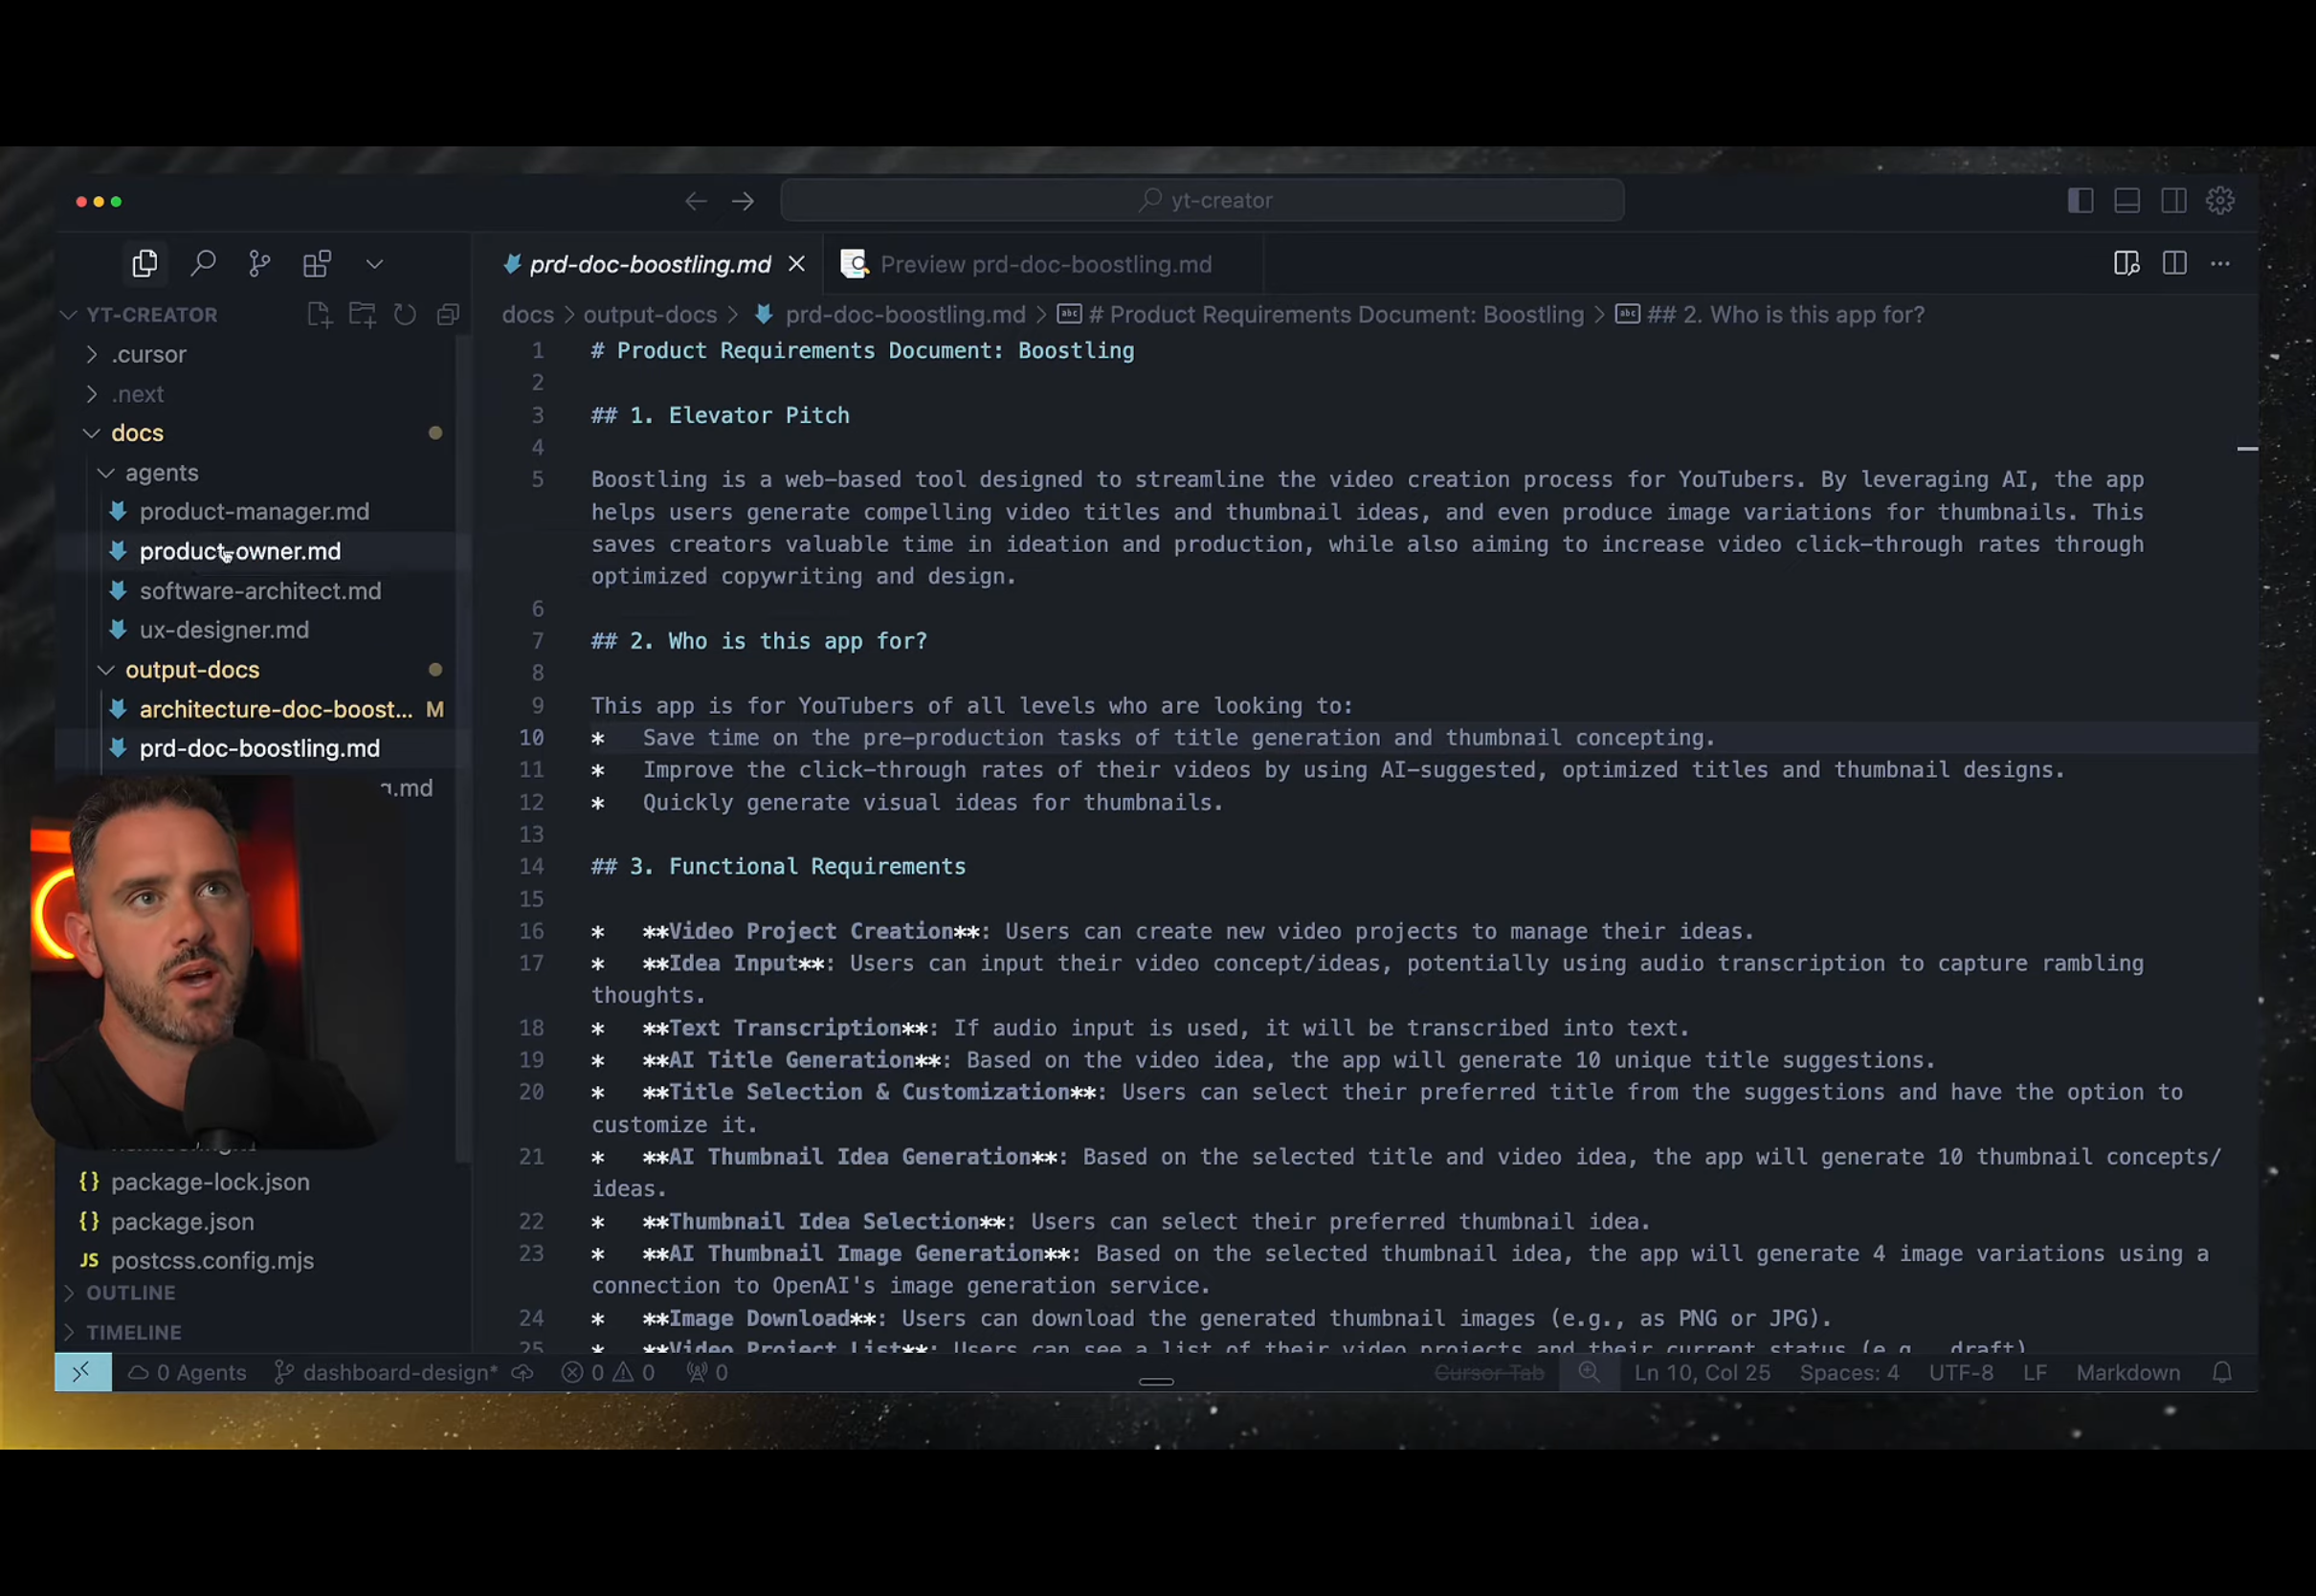 yt-creator
prd-doc-boostling.md
Preview prd-doc-boostling.md
YT-CREATOR
docs > output-docs > prd-doc-boostling.md > # Product Requirements Document: Boostling > ## 2. Who is this app for?
.cursor
.next
docs
agents
product-manager.md
product-owner.md
software-architect.md
ux-designer.md
output-docs
architecture-doc-boost... M
prd-doc-boostling.md
.md
package-lock.json
package.json
JS postcss.config.mjs
OUTLINE
TIMELINE
1 # Product Requirements Document: Boostling
2
3 ## 1. Elevator Pitch
4
5 Boostling is a web-based tool designed to streamline the video creation process for YouTubers. By leveraging AI, the app
helps users generate compelling video titles and thumbnail ideas, and even produce image variations for thumbnails. This
saves creators valuable time in ideation and production, while also aiming to increase video click-through rates through
optimized copywriting and design.
6
7 ## 2. Who is this app for?
8
9 This app is for YouTubers of all levels who are looking to:
10 * Save time on the pre-production tasks of title generation and thumbnail concepting.
11 * Improve the click-through rates of their videos by using AI-suggested, optimized titles and thumbnail designs.
12 * Quickly generate visual ideas for thumbnails.
13
14 ## 3. Functional Requirements
15
16 * **Video Project Creation**: Users can create new video projects to manage their ideas.
17 * **Idea Input**: Users can input their video concept/ideas, potentially using audio transcription to capture rambling
thoughts.
18 * **Text Transcription**: If audio input is used, it will be transcribed into text.
19 * **AI Title Generation**: Based on the video idea, the app will generate 10 unique title suggestions.
20 * **Title Selection & Customization**: Users can select their preferred title from the suggestions and have the option to
customize it.
21 * **AI Thumbnail Idea Generation**: Based on the selected title and video idea, the app will generate 10 thumbnail concepts/
ideas.
22 * **Thumbnail Idea Selection**: Users can select their preferred thumbnail idea.
23 * **AI Thumbnail Image Generation**: Based on the selected thumbnail idea, the app will generate 4 image variations using a
connection to OpenAI's image generation service.
24 * **Image Download**: Users can download the generated thumbnail images (e.g., as PNG or JPG).
25 * **Video Project List**: Users can see a list of their video projects and their current status (e.g., draft)
0 Agents dashboard-design* 0 0 0 Cursor Tab Ln 10, Col 25 Spaces: 4 UTF-8 LF Markdown